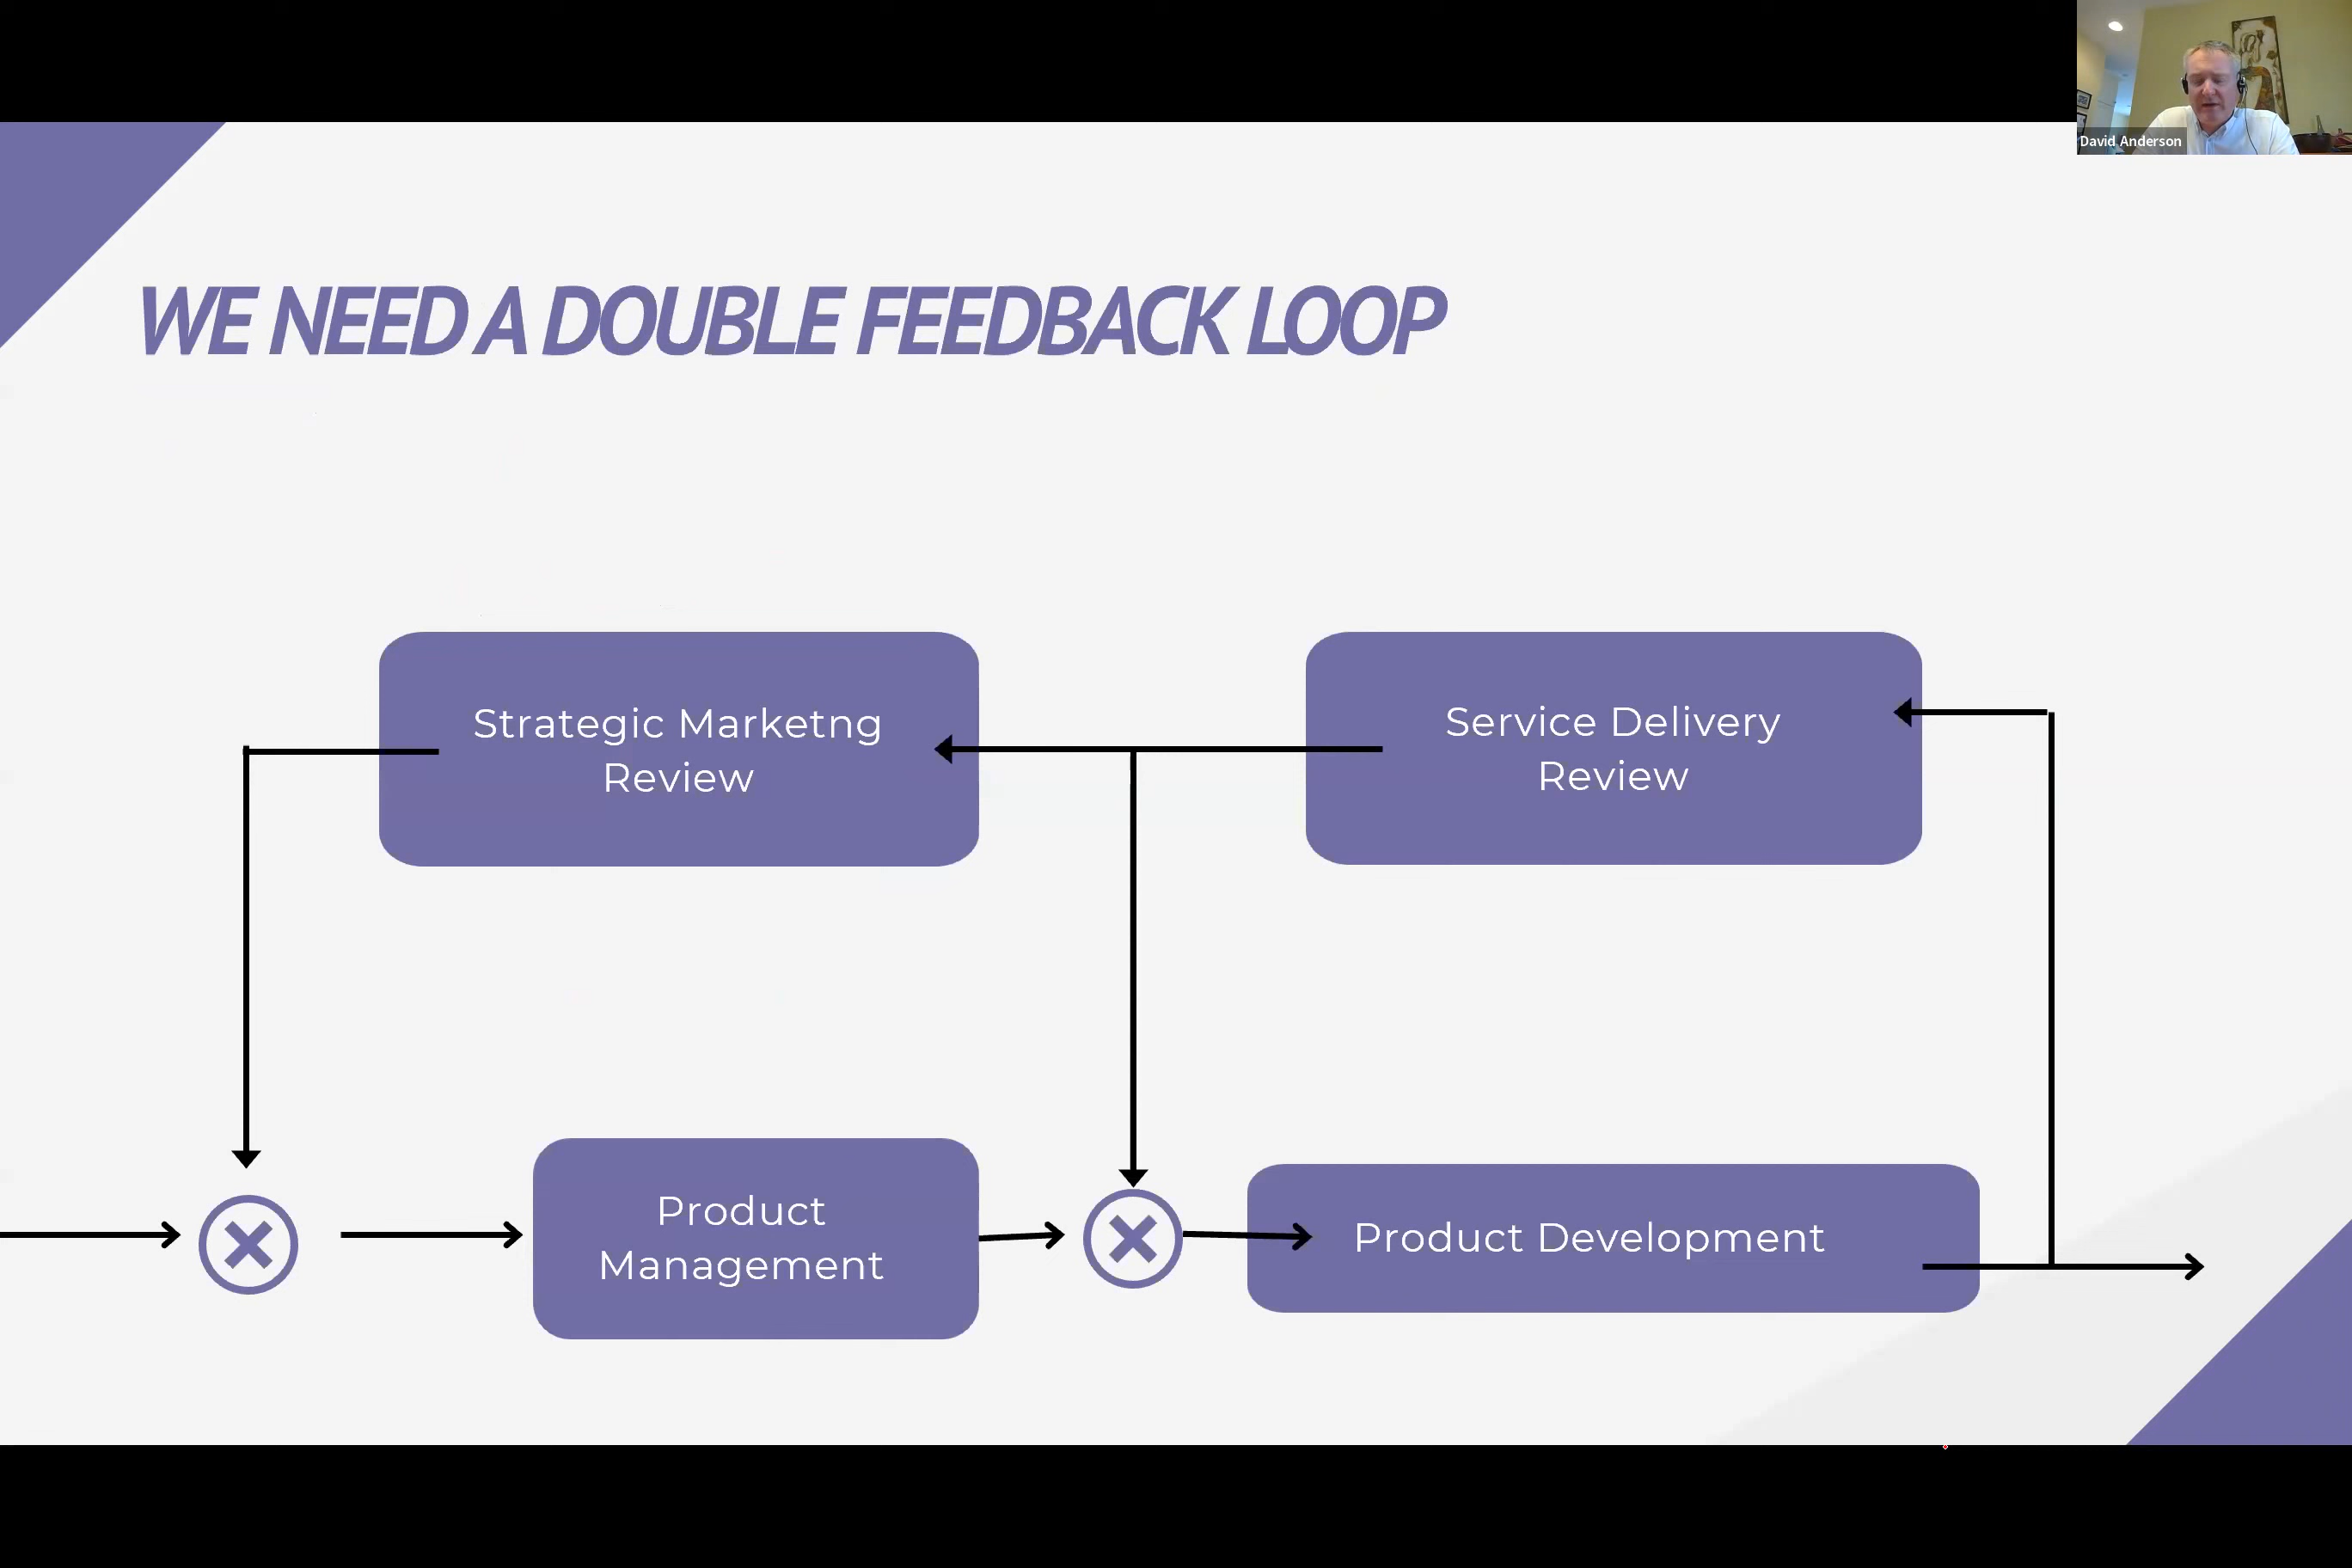 David Anderson
WE NEED A DOUBLE FEEDBACK LOOP
Strategic Marketng
Review
Service Delivery
Review
Product
Management
Product Development